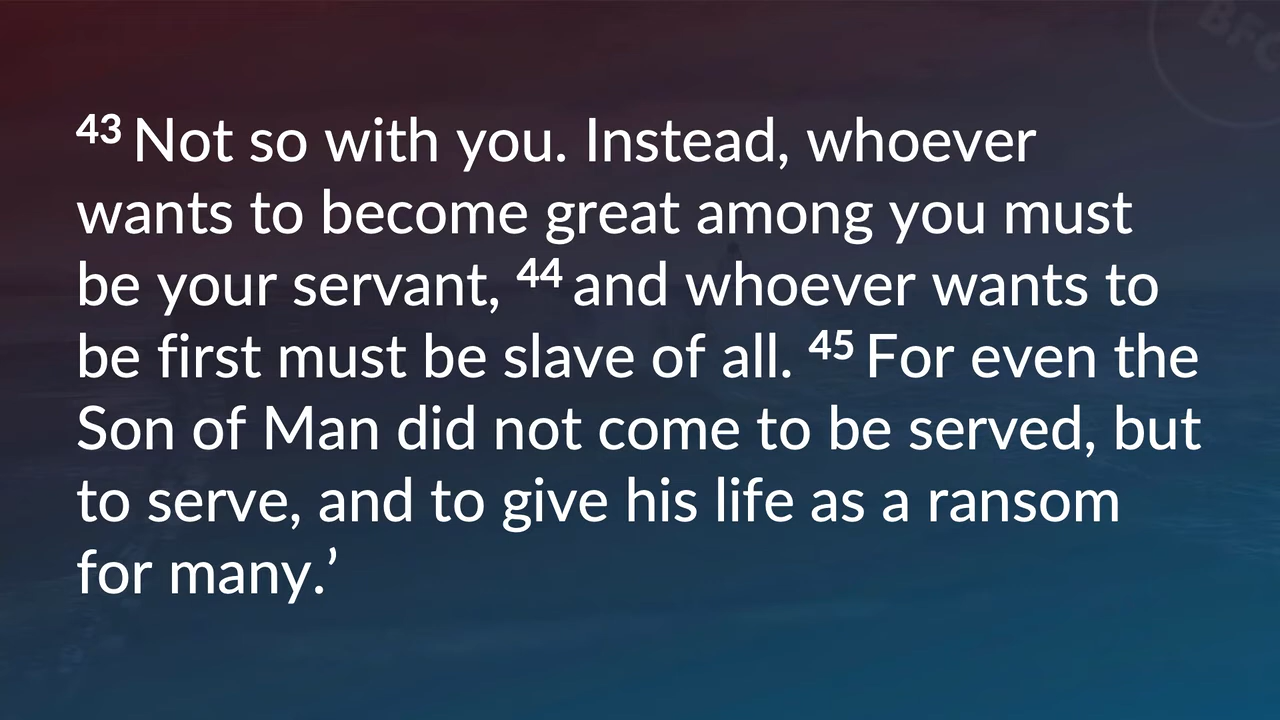 BFC
43 Not so with you. Instead, whoever
wants to become great among you must
be your servant, 44 and whoever wants to
be first must be slave of all. 45 For even the
Son of Man did not come to be served, but
to serve, and to give his life as a ransom
for many.’